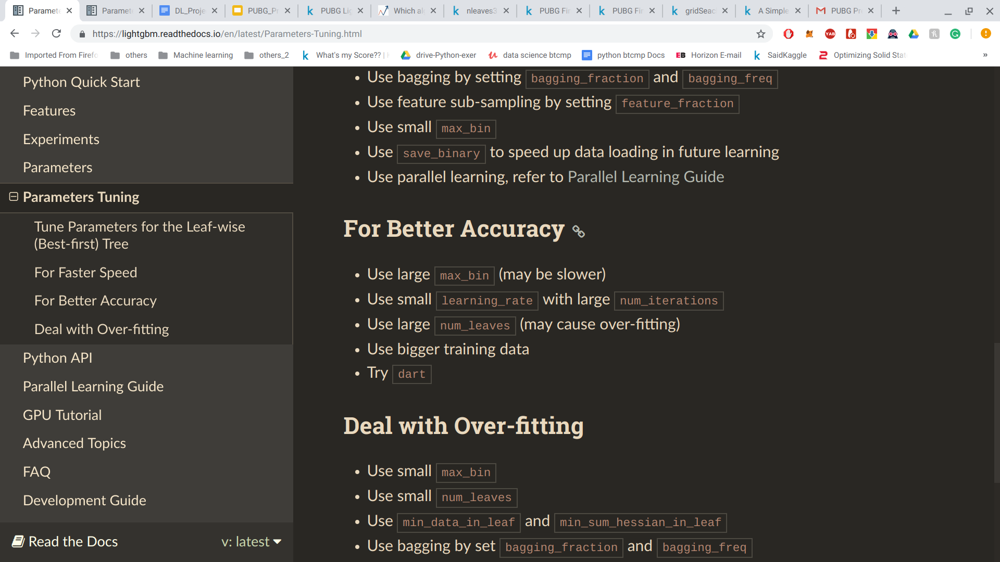 Paramete
Paramet
DL_Proje
PUBG_Pr
PUBG Lig
Which al
nleaves3
PUBG Fin
PUBG Fir
gridSeac
A Simple
PUBG Pr
https://lightgbm.readthedocs.io/en/latest/Parameters-Tuning.html
Imported From Firefo
others
Machine learning
others_2
What's my Score?? |
drive-Python-exer
data science btcmp
python btcmp Docs
EB Horizon E-mail
SaidKaggle
Optimizing Solid Stat
»
Python Quick Start
Features
Experiments
Parameters
Parameters Tuning
Tune Parameters for the Leaf-wise
(Best-first) Tree
For Faster Speed
For Better Accuracy
Deal with Over-fitting
Python API
Parallel Learning Guide
GPU Tutorial
Advanced Topics
FAQ
Development Guide
Read the Docs
v: latest
Use bagging by setting bagging_fraction and bagging_freq
Use feature sub-sampling by setting feature_fraction
Use small max_bin
Use save_binary to speed up data loading in future learning
Use parallel learning, refer to Parallel Learning Guide
For Better Accuracy
Use large max_bin (may be slower)
Use small learning_rate with large num_iterations
Use large num_leaves (may cause over-fitting)
Use bigger training data
Try dart
Deal with Over-fitting
Use small max_bin
Use small num_leaves
Use min_data_in_leaf and min_sum_hessian_in_leaf
Use bagging by set bagging_fraction and bagging_freq